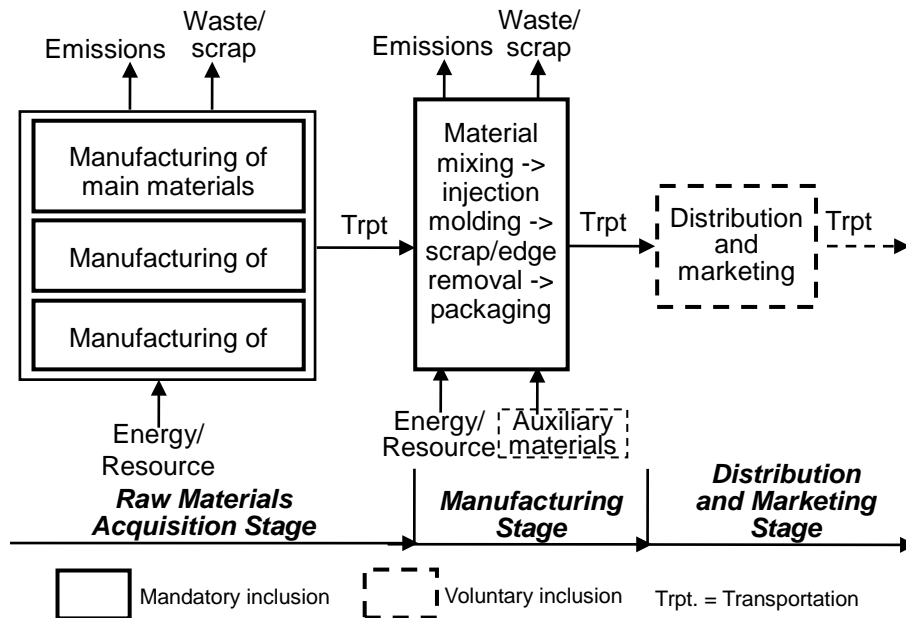 Emissions
Waste/
scrap
Emissions
Waste/
scrap
Manufacturing of
main materials
Manufacturing of
Manufacturing of
Trpt
Material
mixing ->
injection
molding ->
scrap/edge
removal ->
packaging
Trpt
Distribution
and
marketing
Trpt
Energy/
Resource
Energy/
Resource
Auxiliary
materials
Raw Materials
Acquisition Stage
Manufacturing
Stage
Distribution
and Marketing
Stage
Mandatory inclusion
Voluntary inclusion
Trpt. = Transportation